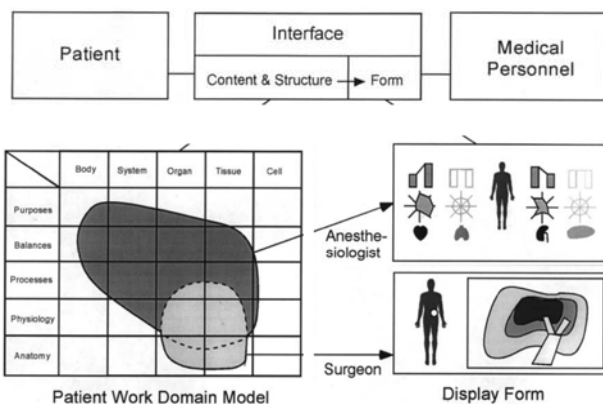 Patient
Interface
Content & Structure
Form
Medical
Personnel
Body
System
Organ
Tissue
Cell
Purposes
Balances
Processes
Physiology
Anatomy
Anesthe-
siologist
Surgeon
Patient Work Domain Model
Display Form